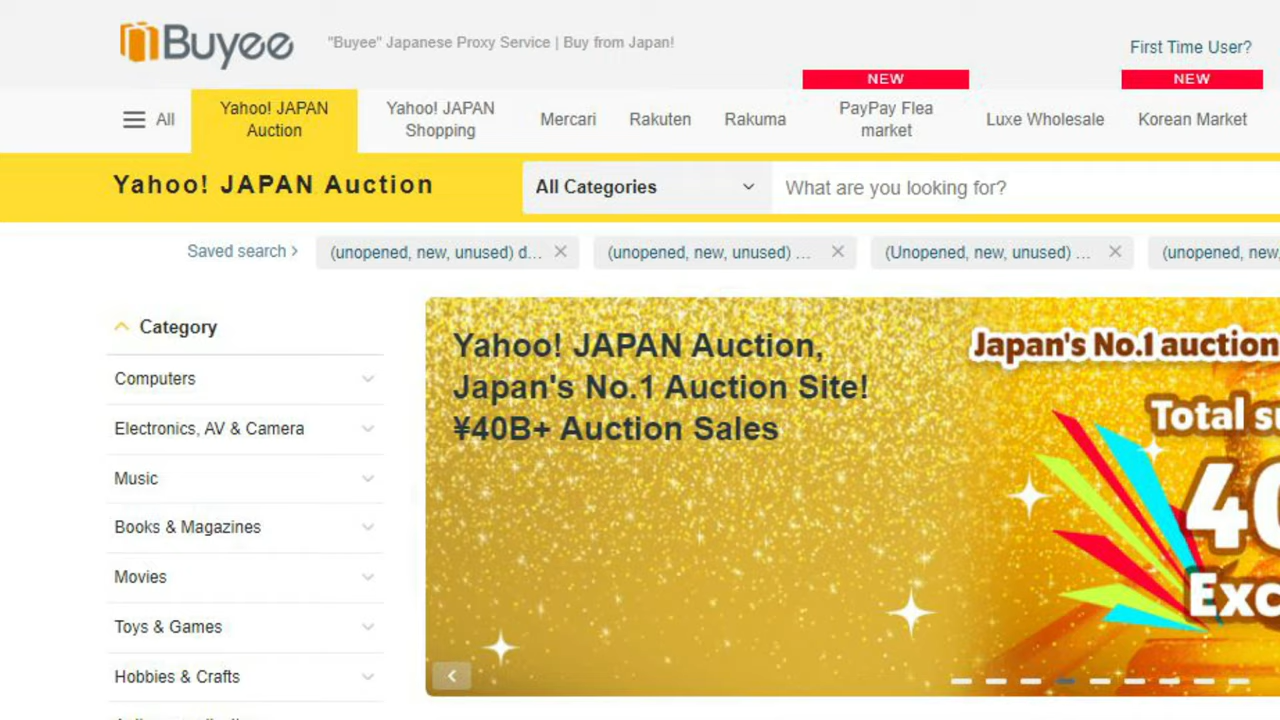 Buyee
"Buyee" Japanese Proxy Service | Buy from Japan!
First Time User?
NEW
NEW
All
Yahoo! JAPAN
Auction
Yahoo! JAPAN
Shopping
Mercari
Rakuten
Rakuma
PayPay Flea
market
Luxe Wholesale
Korean Market
Yahoo! JAPAN Auction
All Categories
What are you looking for?
Saved search
(unopened, new, unused) d...
(unopened, new, unused) ...
(Unopened, new, unused) ...
(unopened, new,
Category
Computers
Electronics, AV & Camera
Music
Books & Magazines
Movies
Toys & Games
Hobbies & Crafts
Yahoo! JAPAN Auction,
Japan's No.1 Auction Site!
¥40B+ Auction Sales
Japan's No.1 auction
Total
40
Exc